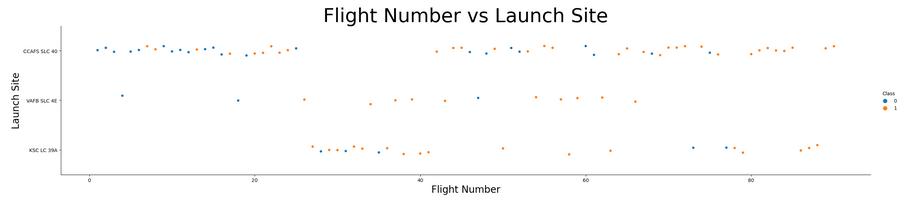 Flight Number vs Launch Site
Launch Site
CCAFS SLC 40
VAFB SLC 4E
KSC LC 39A
0
20
40
60
80
Flight Number
Class
0
1